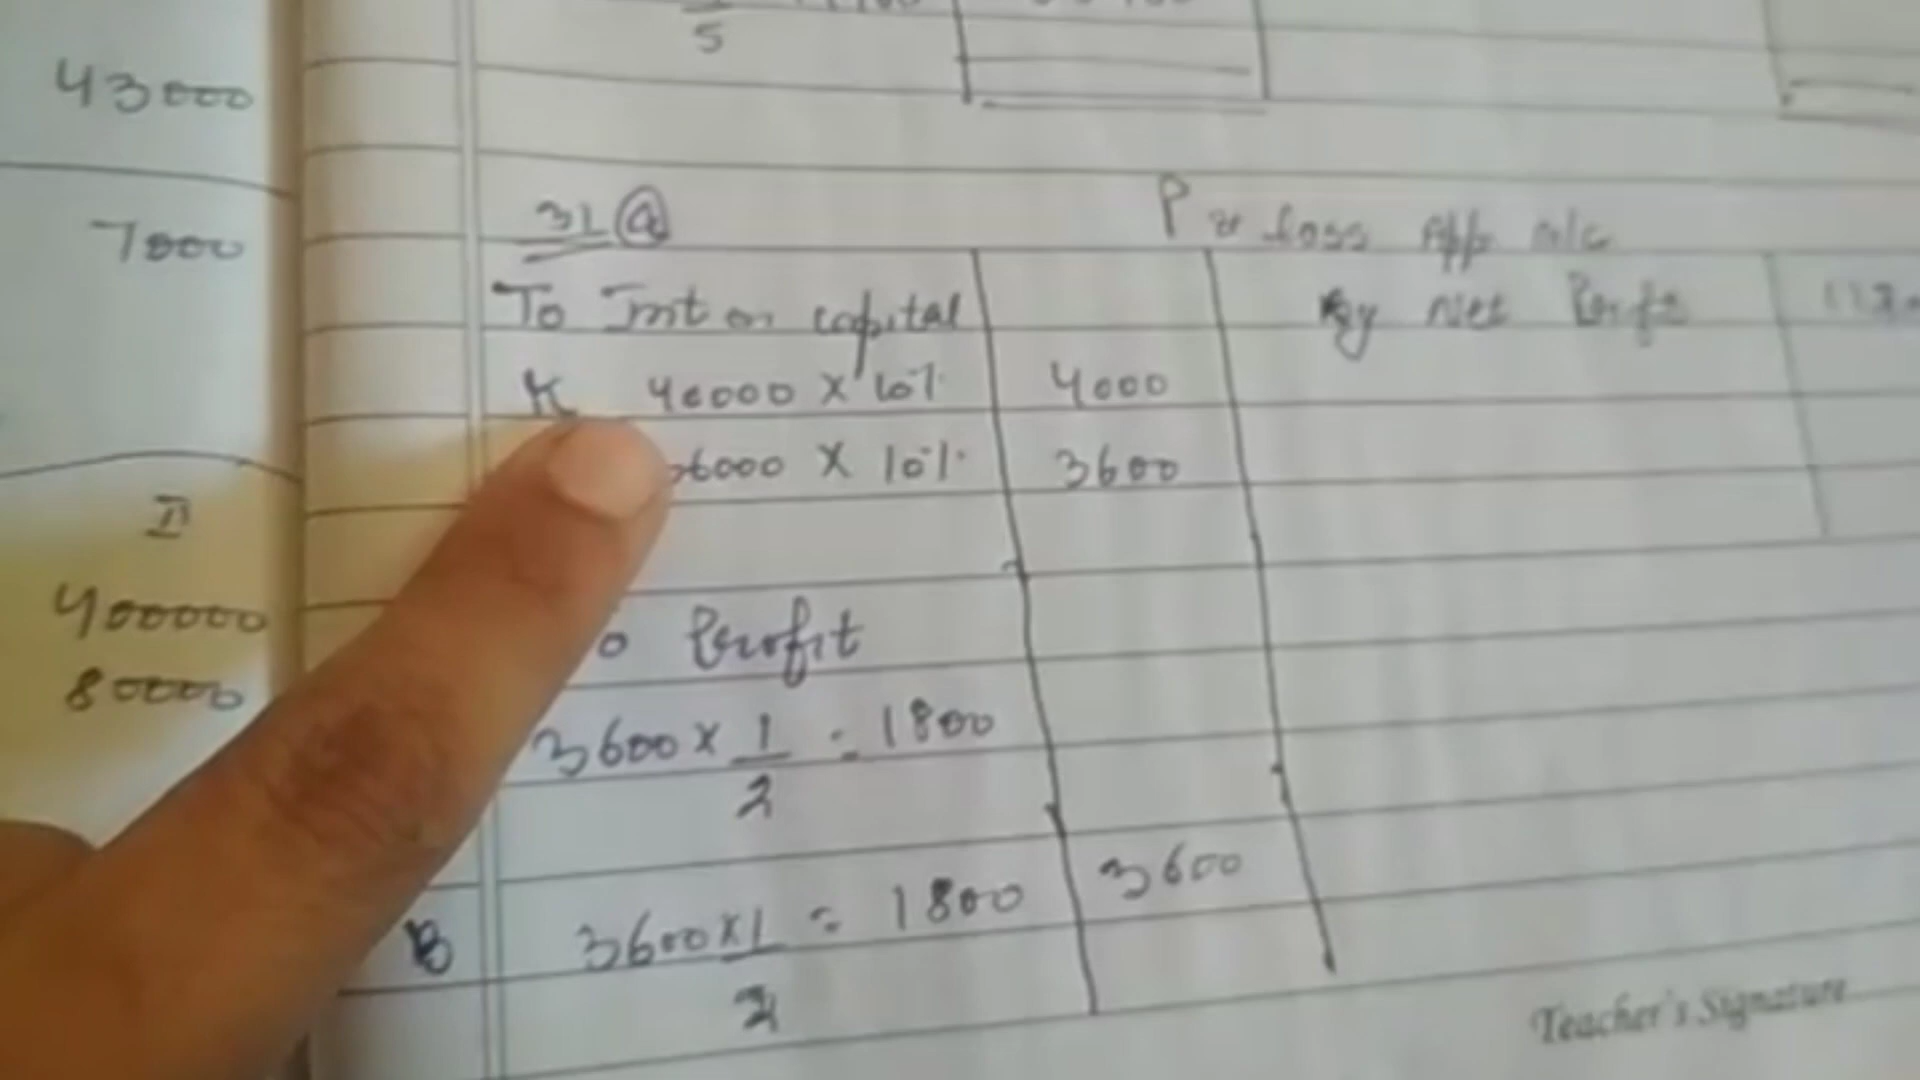 43000
7000
II
400000
80000
5
31 (a)
P & Loss App A/c
To Int on capital
By Net Profit
K 40000 X 10% 4000
36000 X 10% 3600
Profit
3600 x 1/2 = 1800
B 3600 x 1/2 = 1800 3600
Teacher's Signature